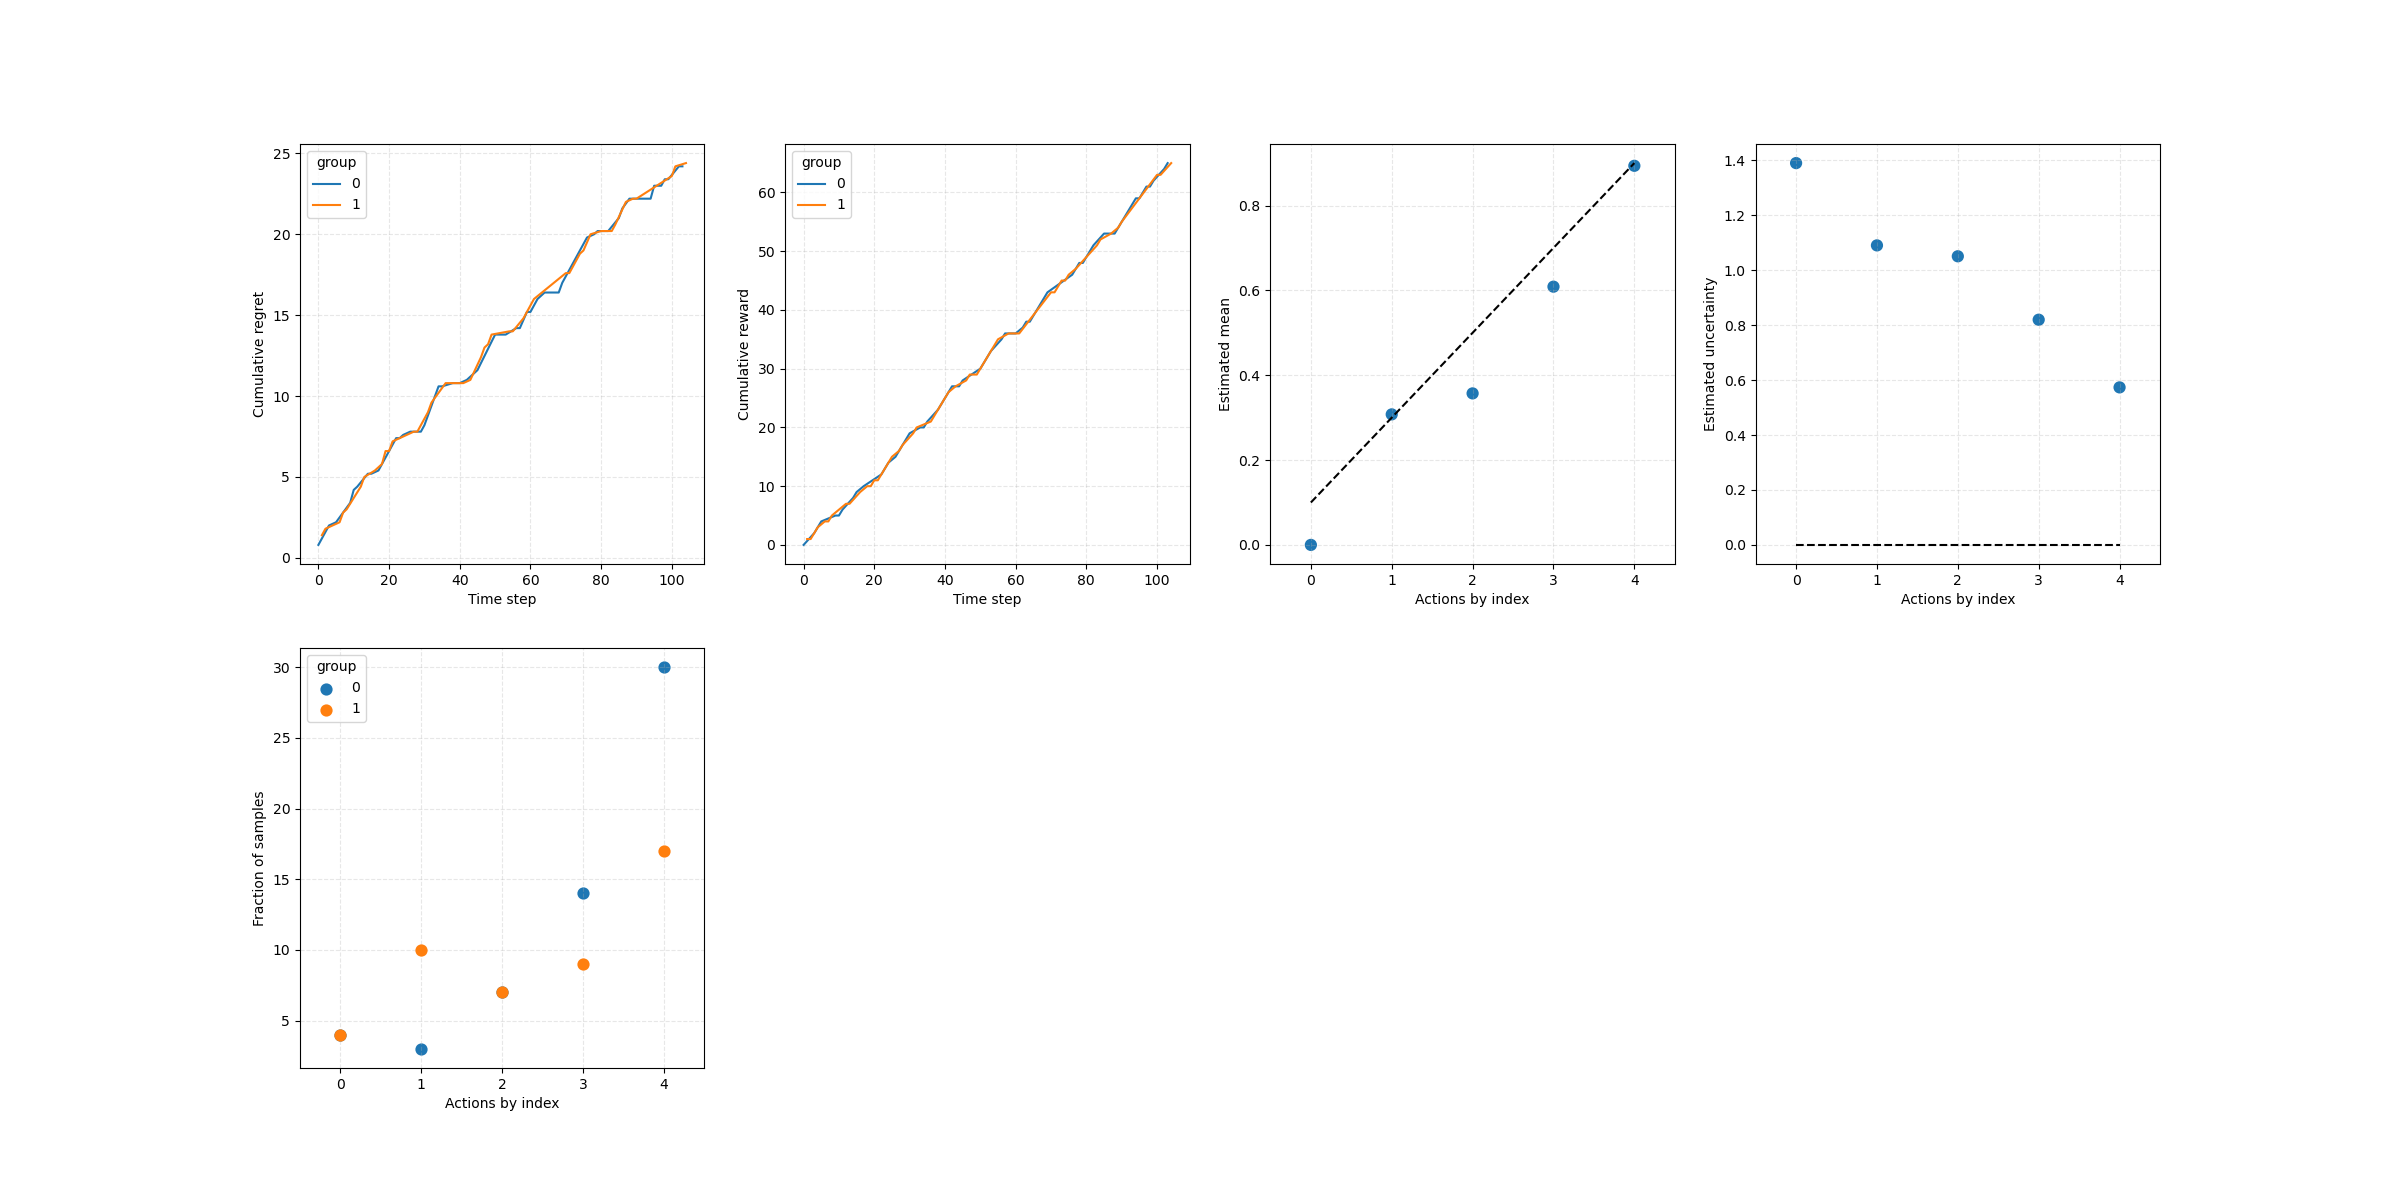 25
20
15
10
5
0
0 20 40 60 80 100
Time step
Cumulative regret
group
0
1
60
50
40
30
20
10
0
0 20 40 60 80 100
Time step
Cumulative reward
group
0
1
0.8
0.6
0.4
0.2
0.0
0 1 2 3 4
Actions by index
Estimated mean
1.4
1.2
1.0
0.8
0.6
0.4
0.2
0.0
0 1 2 3 4
Actions by index
Estimated uncertainty
30
25
20
15
10
5
0 1 2 3 4
Actions by index
Fraction of samples
group
0
1